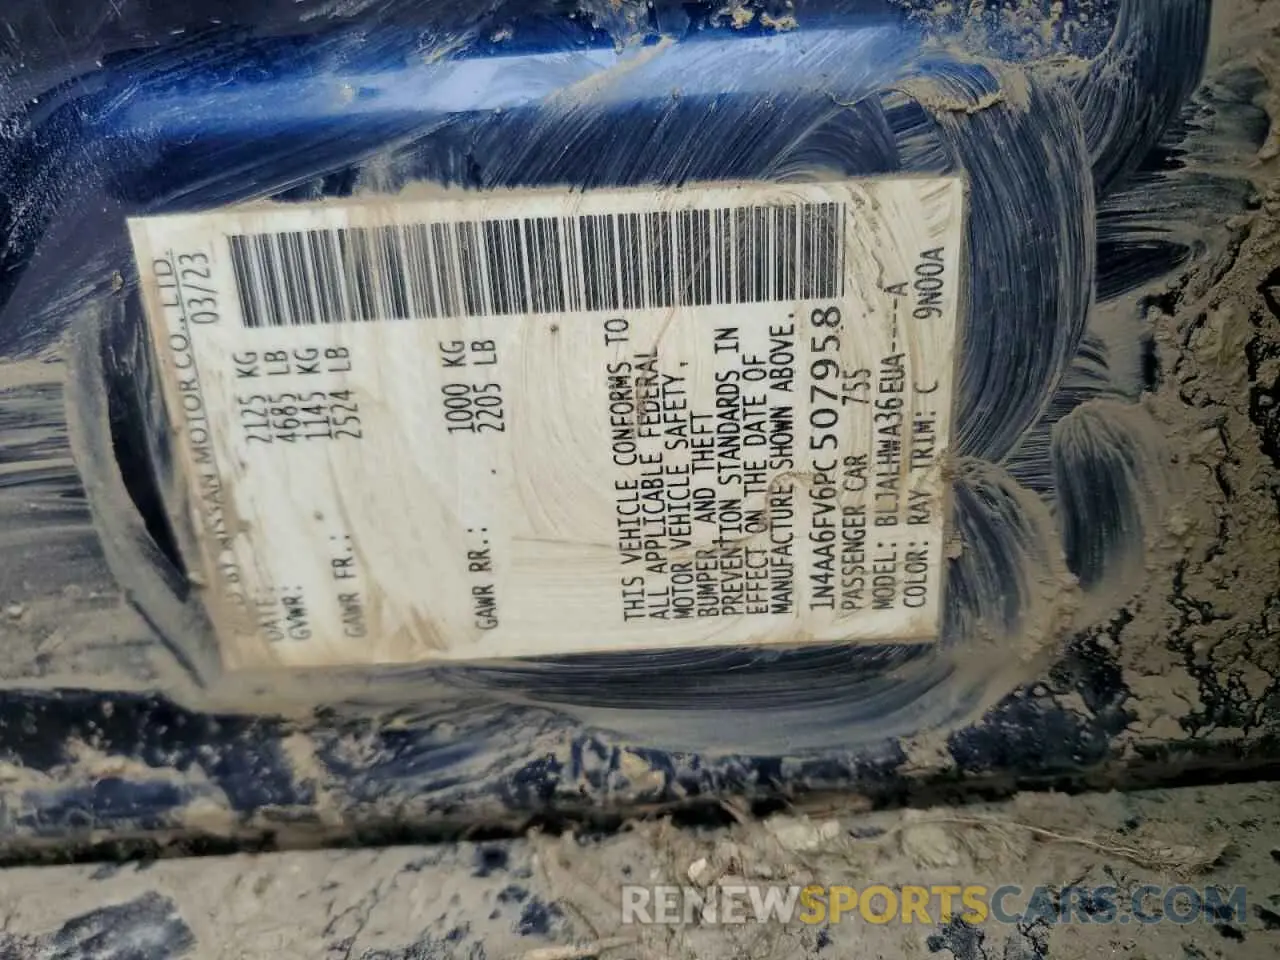 D BY NISSAN MOTOR CO., LTD.
DATE: 03/23
GVWR: 2125 KG
4685 LB
GAWR FR.: 1145 KG
2524 LB
GAWR RR.: 1000 KG
2205 LB
THIS VEHICLE CONFORMS TO
ALL APPLICABLE FEDERAL
MOTOR VEHICLE SAFETY,
BUMPER, AND THEFT
PREVENTION STANDARDS IN
EFFECT ON THE DATE OF
MANUFACTURE SHOWN ABOVE.
1N4AA6FV6PC507958
PASSENGER CAR 755
MODEL: BLJALHWA36EUA----A
COLOR: RAY TRIM: C 9N00A
RENEWSPORTSCARS.COM